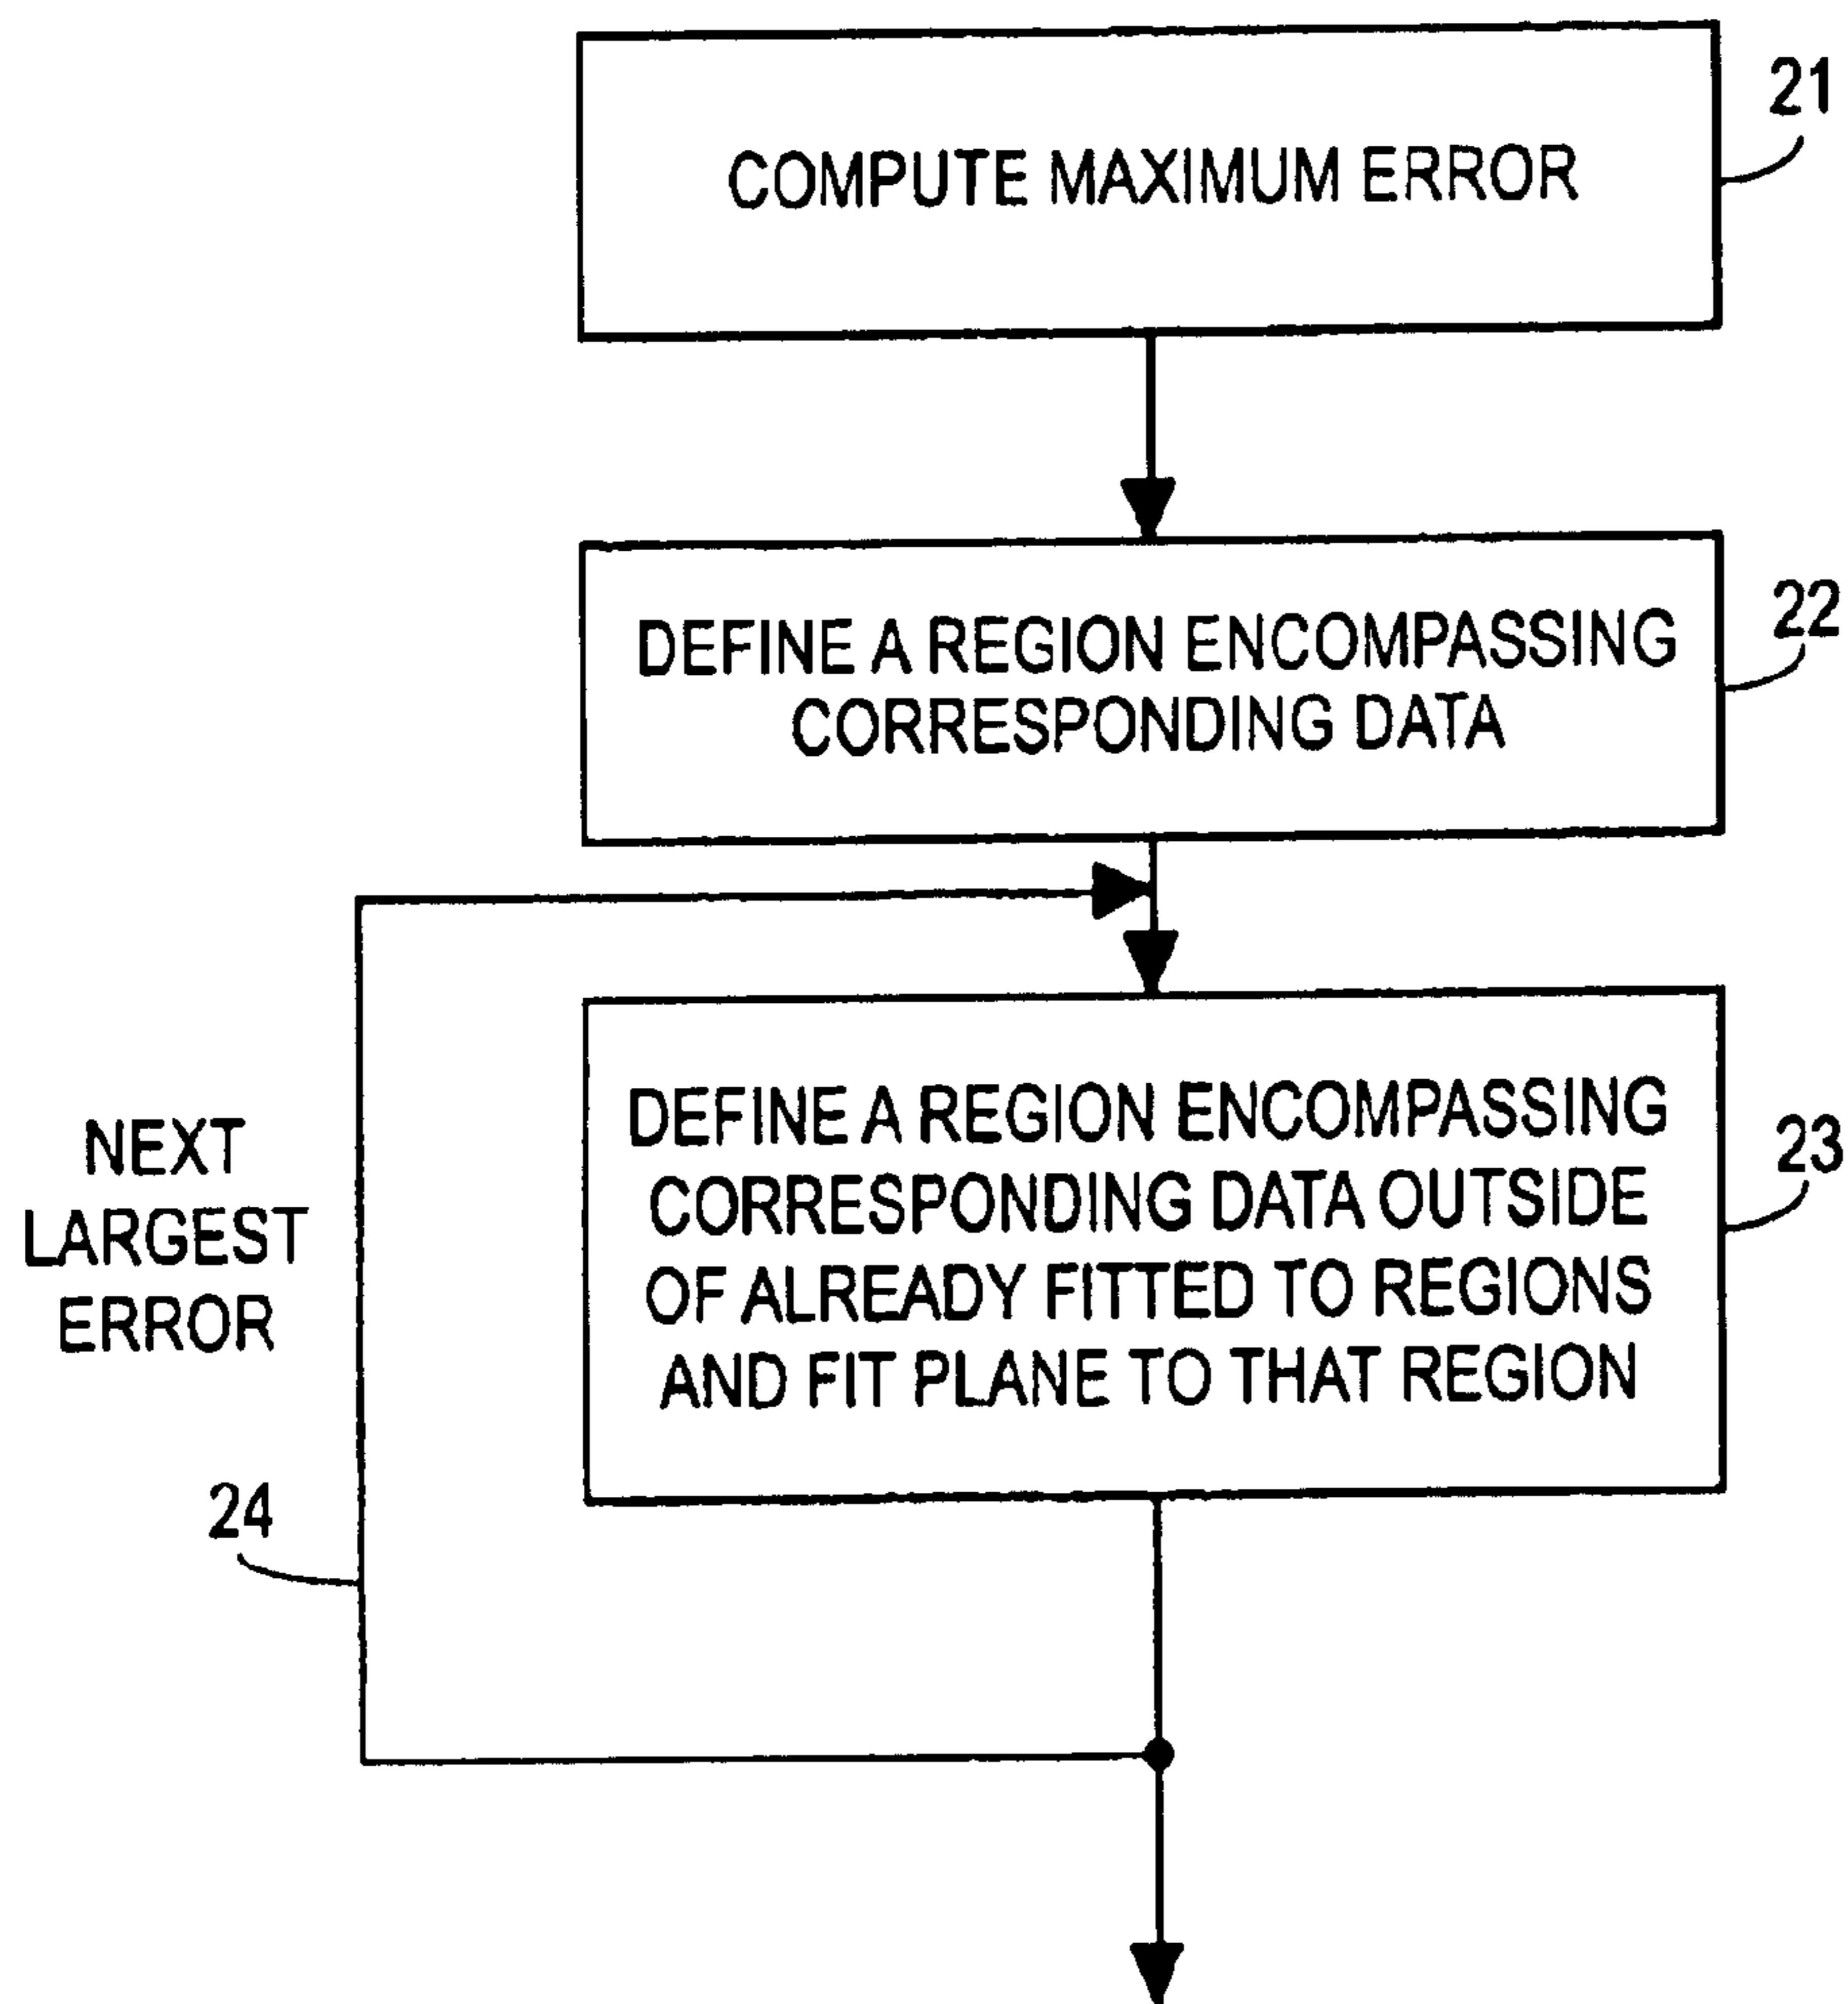 COMPUTE MAXIMUM ERROR
21
DEFINE A REGION ENCOMPASSING
CORRESPONDING DATA
22
DEFINE A REGION ENCOMPASSING
CORRESPONDING DATA OUTSIDE
OF ALREADY FITTED TO REGIONS
AND FIT PLANE TO THAT REGION
23
NEXT
LARGEST
ERROR
24